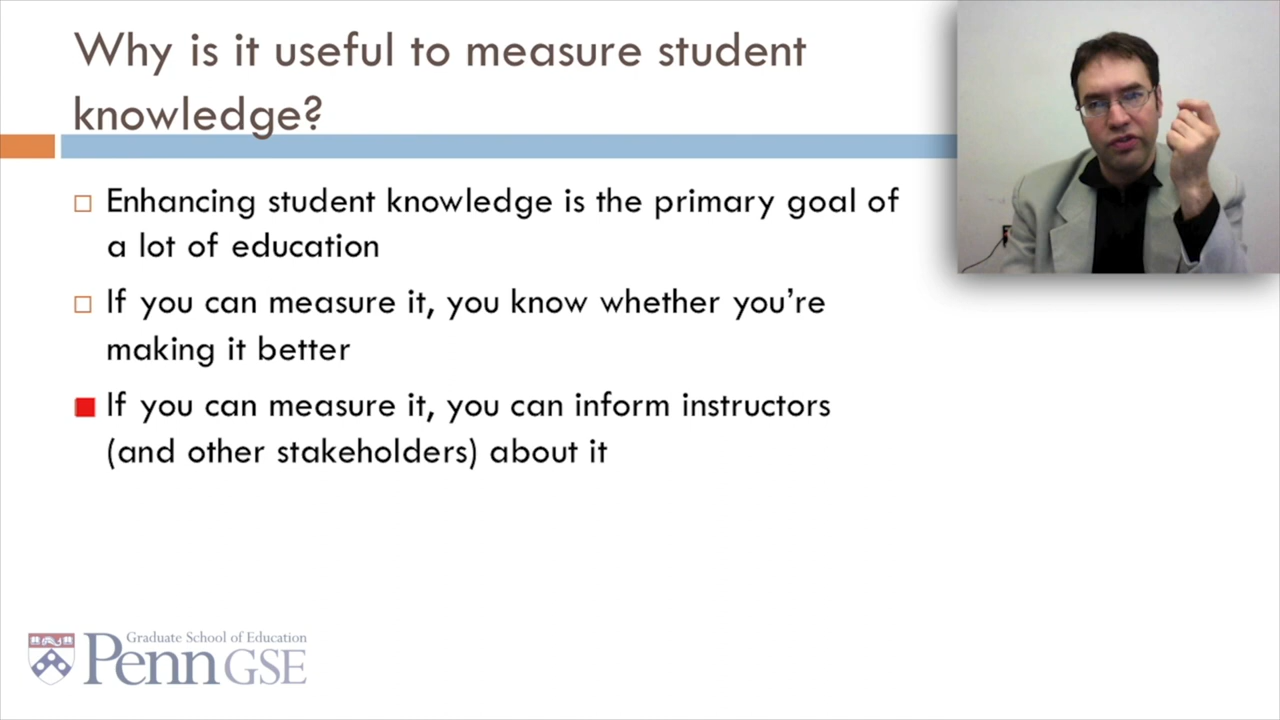 Why is it useful to measure student
knowledge?
Enhancing student knowledge is the primary goal of
a lot of education
If you can measure it, you know whether you’re
making it better
If you can measure it, you can inform instructors
(and other stakeholders) about it
Graduate School of Education
Penn GSE